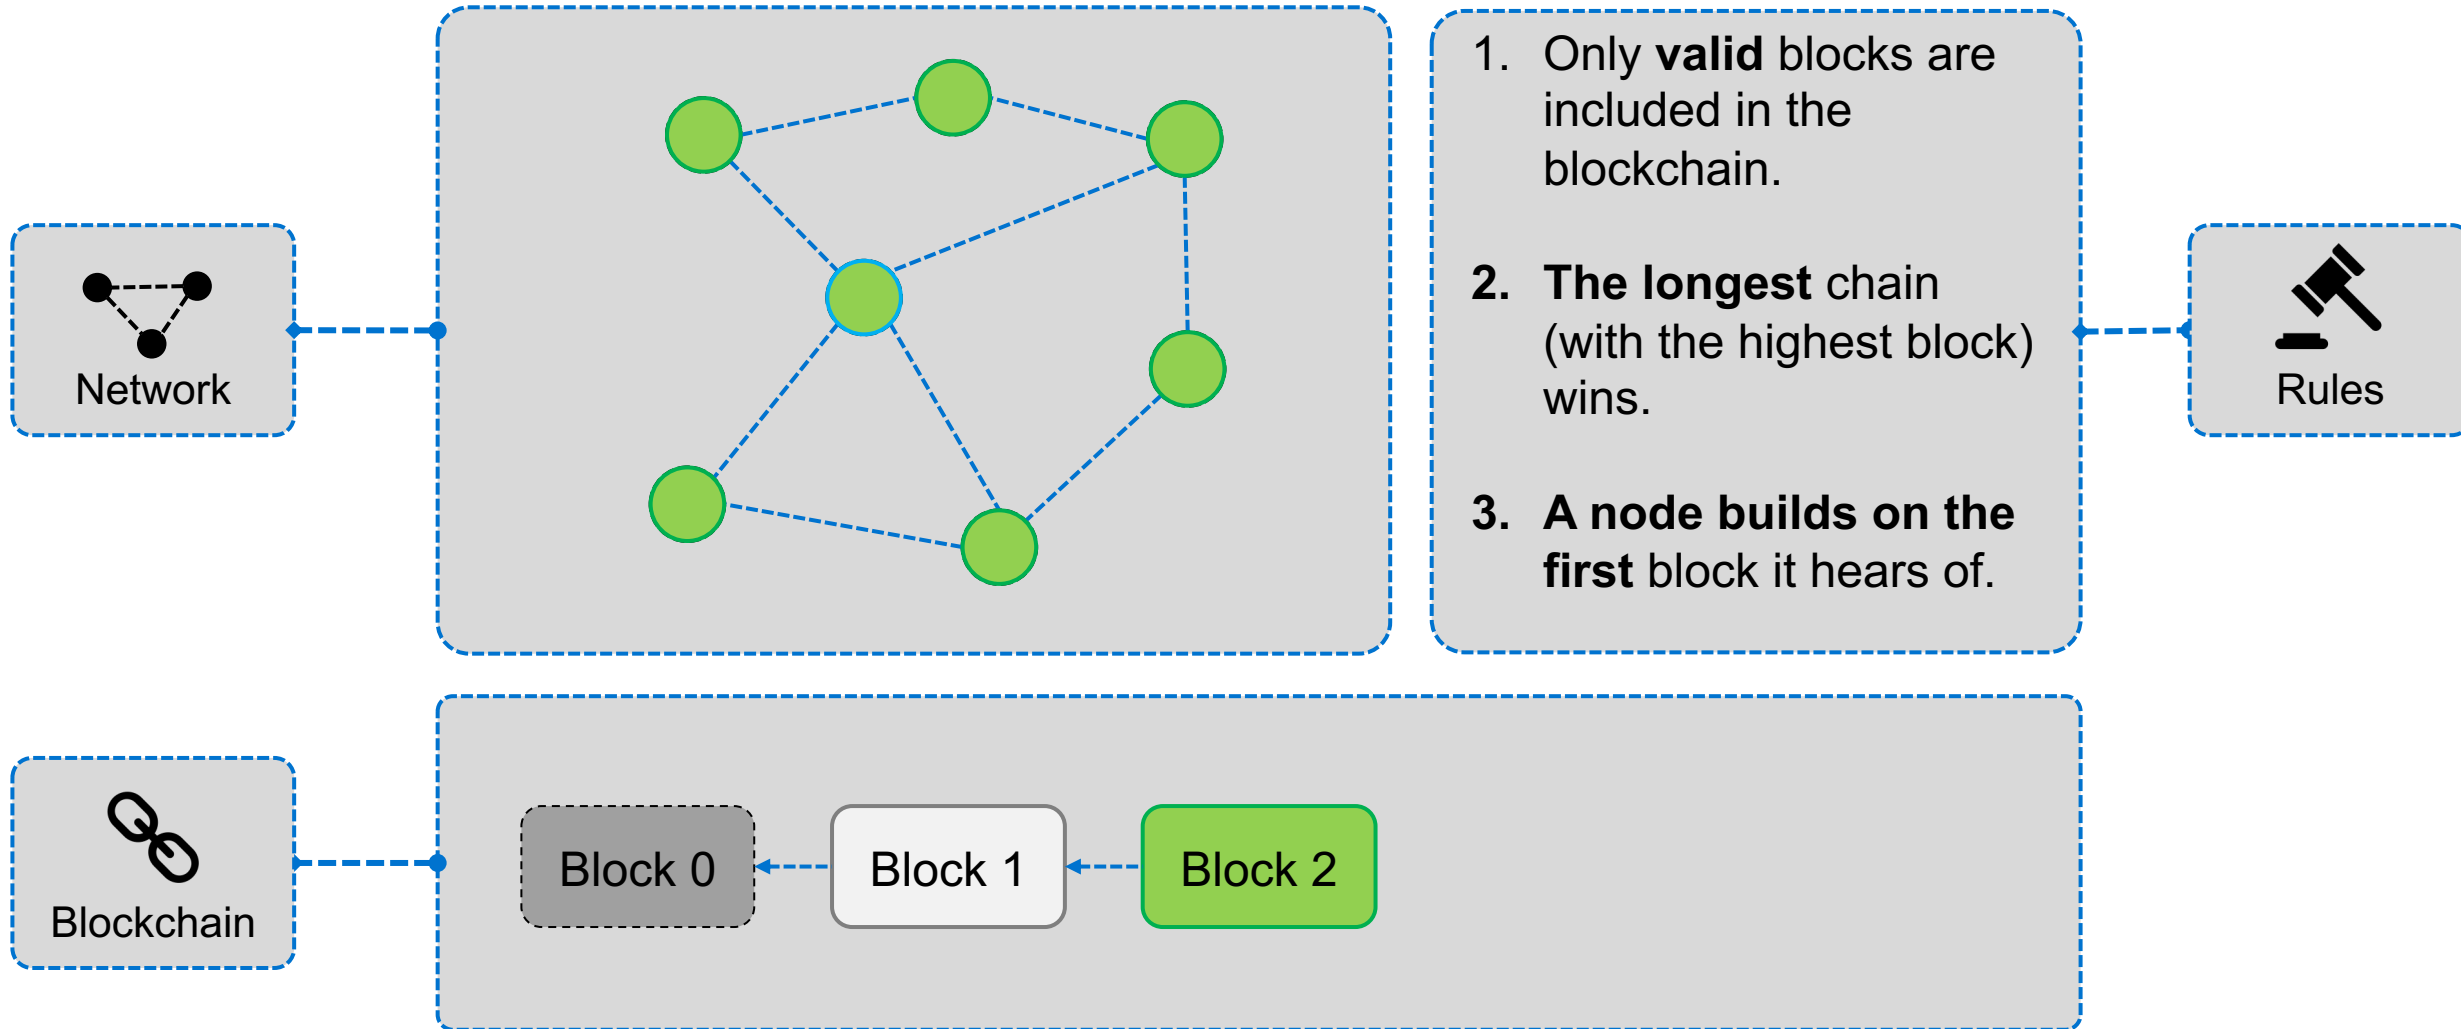 Network
1. Only valid blocks are
included in the
blockchain.
2. The longest chain
(with the highest block)
wins.
3. A node builds on the
first block it hears of.
Rules
Blockchain
Block 0
Block 1
Block 2